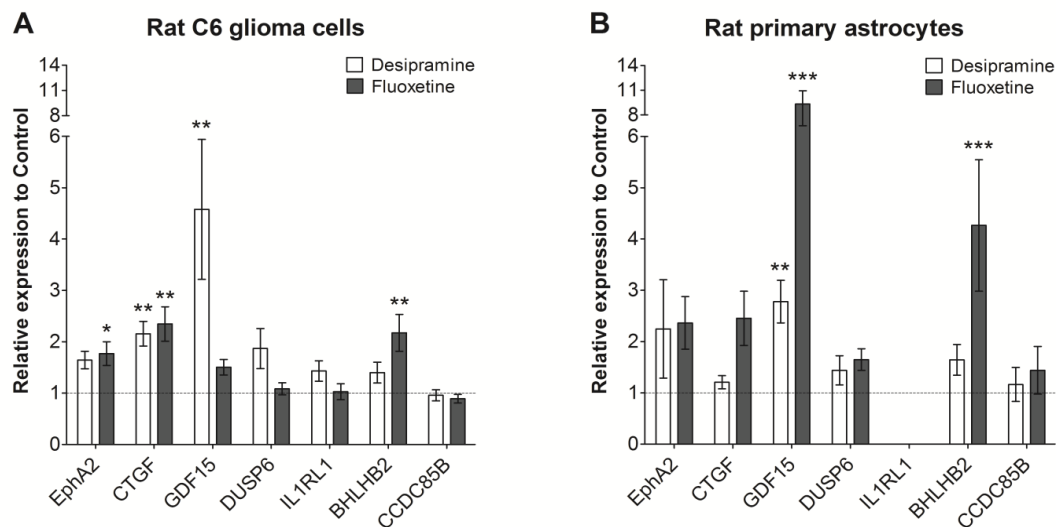 A
Rat C6 glioma cells
Desipramine
Fluoxetine
Relative expression to Control
14
11
8
6
5
4
3
2
1
0
*
**
**
**
**
EphA2
CTGF
GDF15
DUSP6
IL1RL1
BHLHB2
CCDC85B
B
Rat primary astrocytes
Desipramine
Fluoxetine
Relative expression to Control
14
11
8
6
5
4
3
2
1
0
**
***
***
EphA2
CTGF
GDF15
DUSP6
IL1RL1
BHLHB2
CCDC85B